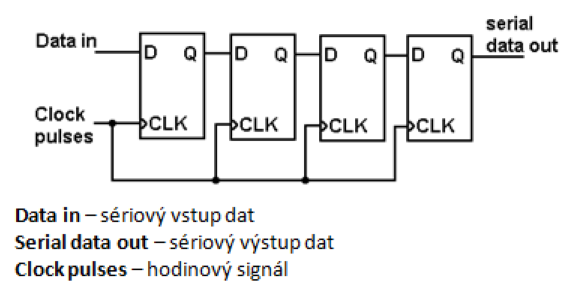 serial
data out
Data in
D Q D Q D Q D Q
Clock
pulses
CLK CLK CLK CLK
Data in – sériový vstup dat
Serial data out – sériový výstup dat
Clock pulses – hodinový signál